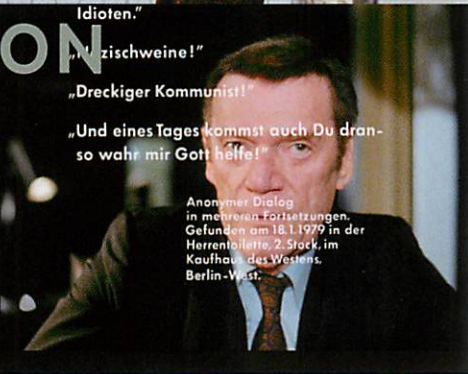 Idioten.”
ON
„Nazischweine!”
„Dreckiger Kommunist!”
„Und eines Tages kommst auch Du dran-
so wahr mir Gott helfe!”
Anonymer Dialog
in mehreren Fortsetzungen.
Gefunden am 18.1.1979 in der
Herrentoilette, 2. Stock, im
Kaufhaus des Westens,
Berlin-West.